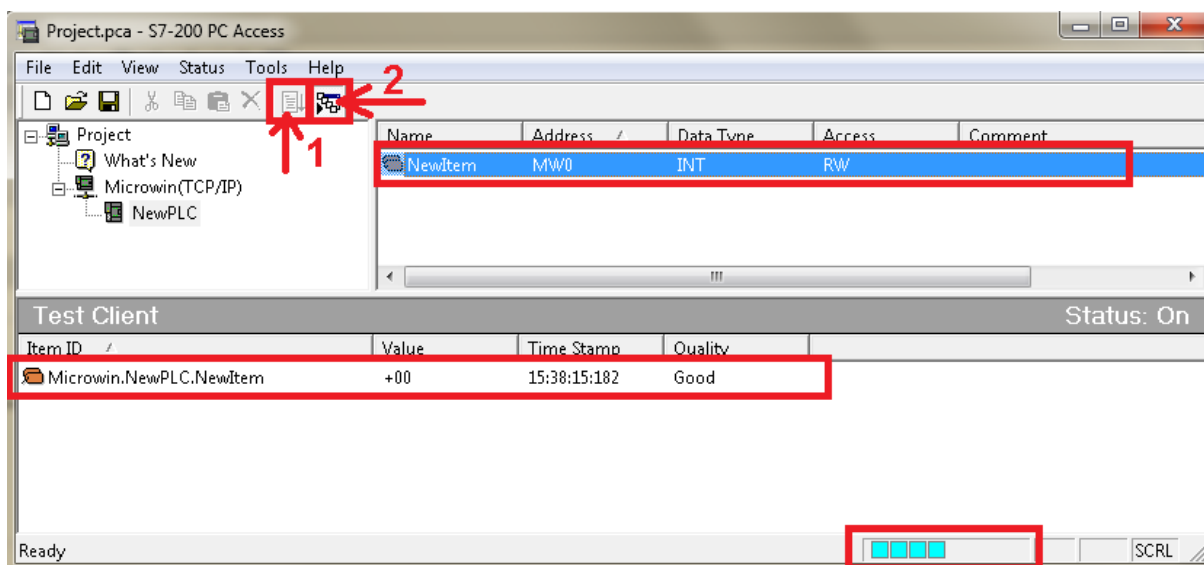 Project.pca - S7-200 PC Access
File Edit View Status Tools Help
2
1
Project
What's New
Microwin(TCP/IP)
NewPLC
Name Address Data Type Access Comment
NewItem MW0 INT RW
Test Client Status: On
Item ID Value Time Stamp Quality
Microwin.NewPLC.NewItem +00 15:38:15:182 Good
Ready SCRL